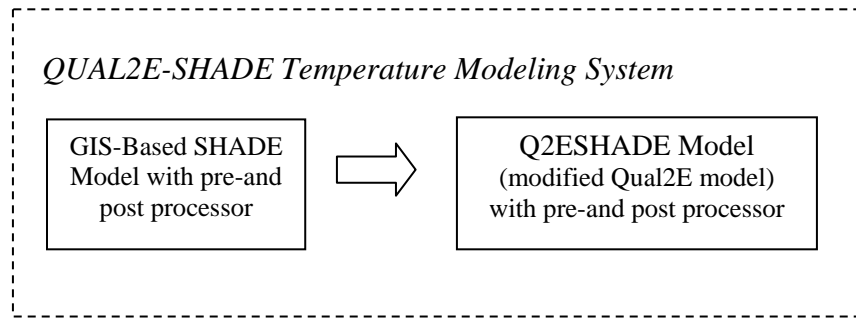 QUAL2E-SHADE Temperature Modeling System
GIS-Based SHADE
Model with pre-and
post processor
Q2ESHADE Model
(modified Qual2E model)
with pre-and post processor